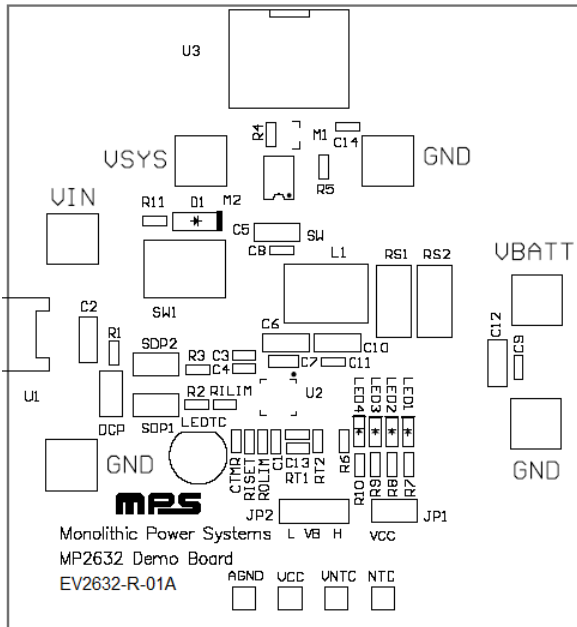 U3
R4
M1
C14
VSYS
GND
R5
VIN
R11
D1
M2
C5
SW
C8
L1
RS1
RS2
VBATT
SW1
C2
R1
SDP2
R3
C3
C4
C6
C10
C7
C11
C12
C9
U1
DCP
SDP1
R2
RILIM
U2
LEDTC
LED4
LED3
LED2
LED1
GND
GND
CTMR
RISET
ROLIM
C1
C13
RT1
RT2
R6
R10
R9
R8
R7
MPS
JP2
JP1
L VB H
VCC
Monolithic Power Systems
MP2632 Demo Board
EV2632-R-01A
AGND VCC VNTC NTC